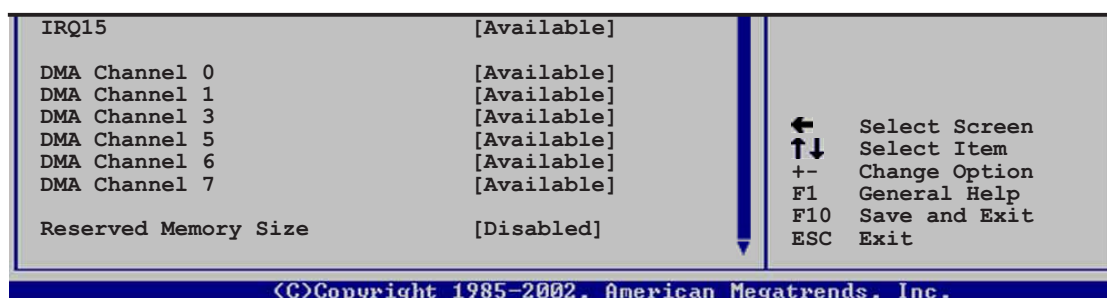 IRQ15 [Available]
DMA Channel 0 [Available]
DMA Channel 1 [Available]
DMA Channel 3 [Available]
DMA Channel 5 [Available]
DMA Channel 6 [Available]
DMA Channel 7 [Available]
Reserved Memory Size [Disabled]
← Select Screen
↑↓ Select Item
+- Change Option
F1 General Help
F10 Save and Exit
ESC Exit
(C)Copyright 1985-2002, American Megatrends, Inc.